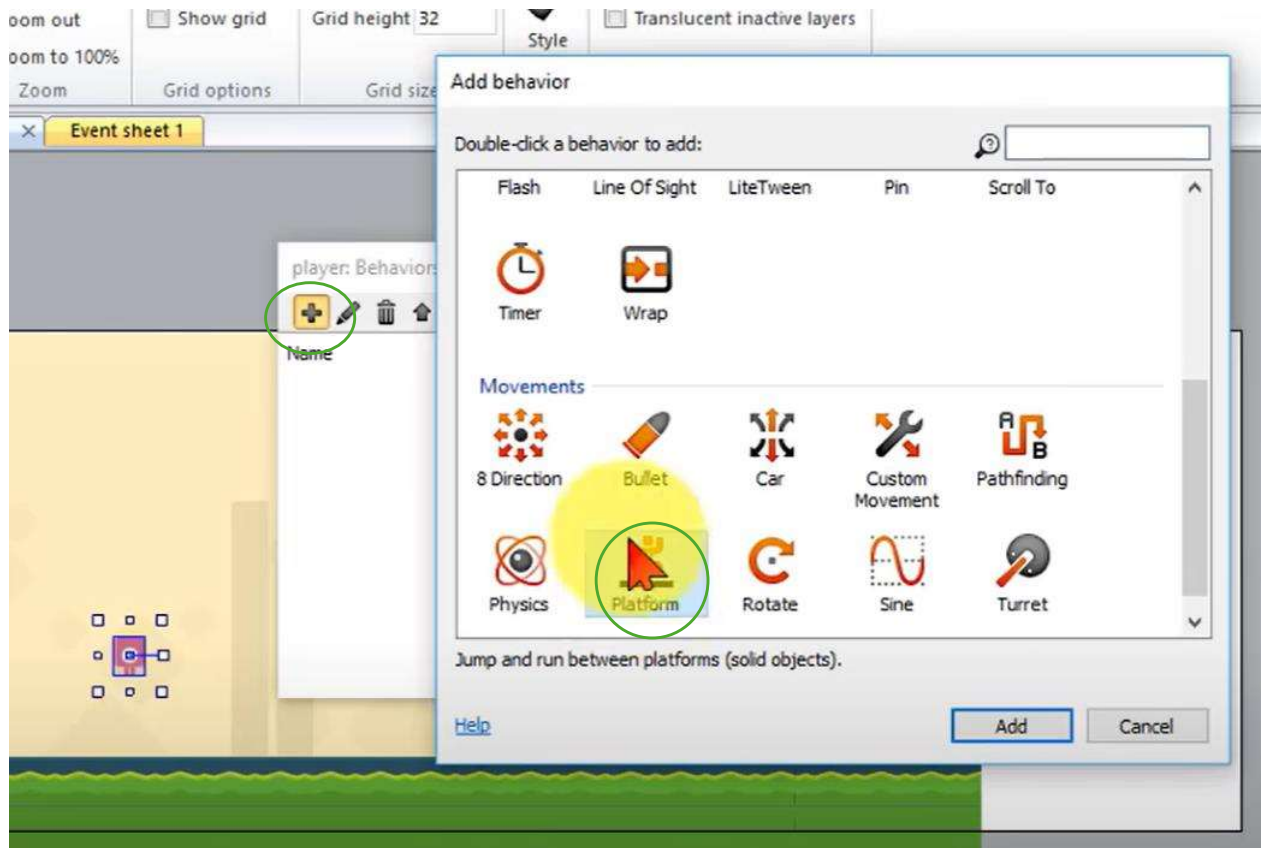 oom out
Show grid
Grid height 32
Translucent inactive layers
Style
oom to 100%
Zoom
Grid options
Grid size
Add behavior
Event sheet 1
Double-click a behavior to add:
Flash Line Of Sight LiteTween Pin Scroll To
player: Behaviors
Timer Wrap
Name
Movements
A B
8 Direction Bullet Car Custom Movement Pathfinding
Physics Platform Rotate Sine Turret
Jump and run between platforms (solid objects).
Help
Add Cancel